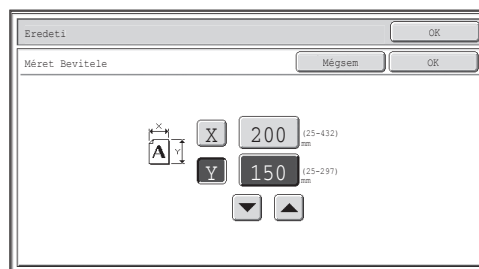 Eredeti OK
Méret Bevitele Mégsem OK
X
X 200 (25-432)
mm
A Y
Y 150 (25-297)
mm